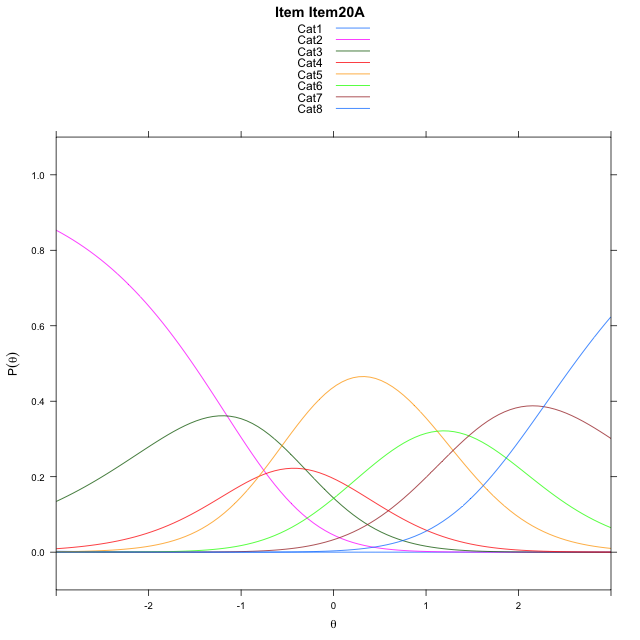 Item Item20A
Cat1
Cat2
Cat3
Cat4
Cat5
Cat6
Cat7
Cat8
1.0
0.8
0.6
0.4
0.2
0.0
P(θ)
-2 -1 0 1 2
θ